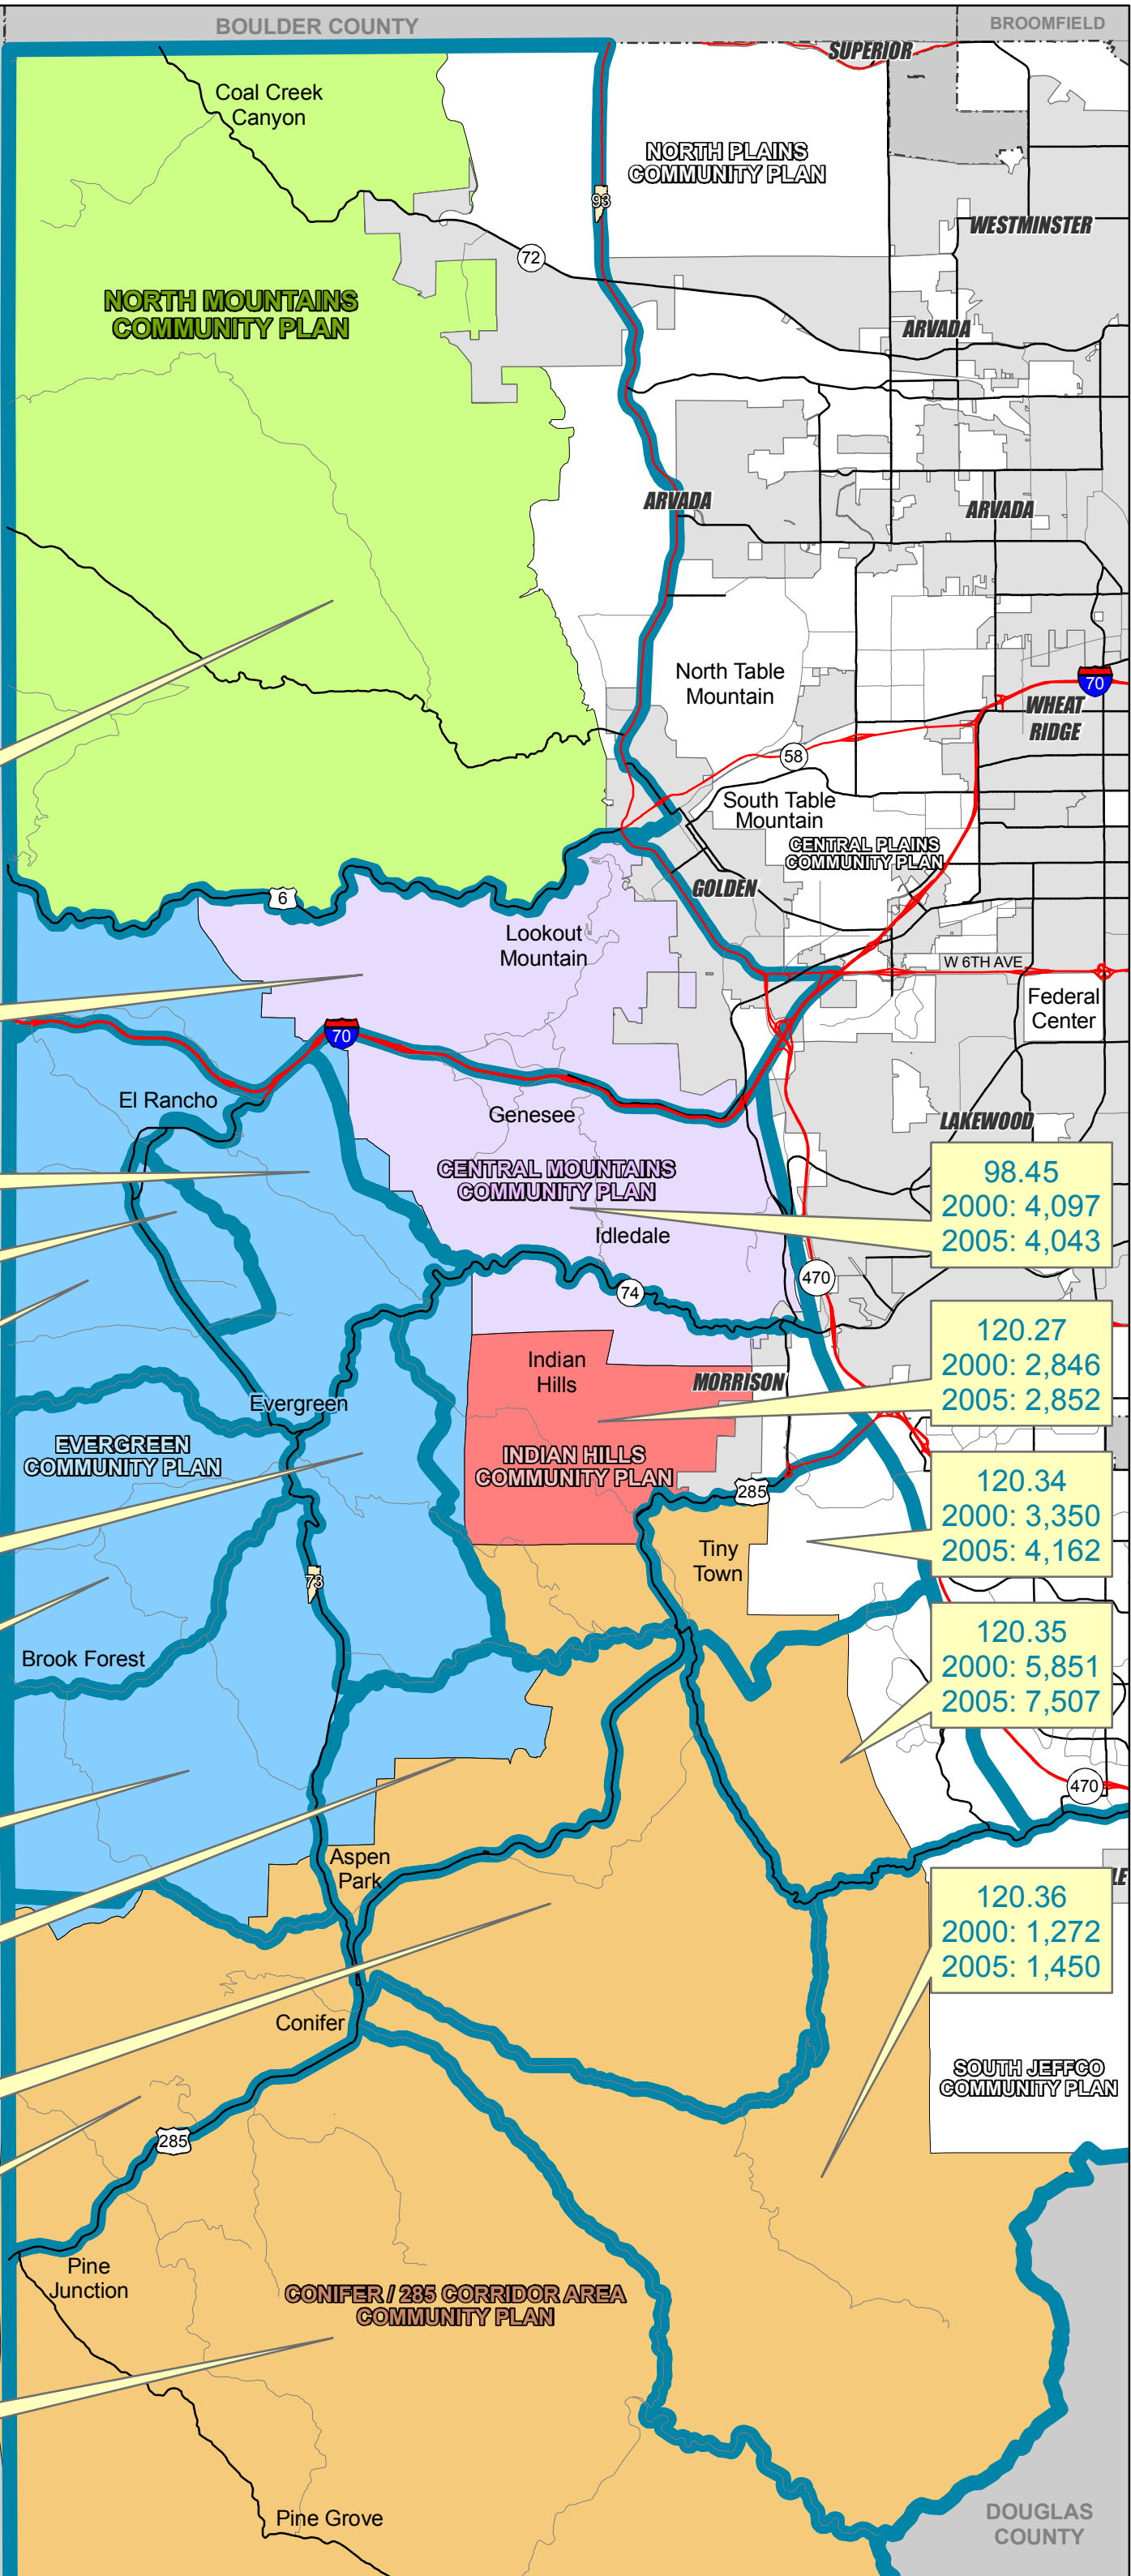 BOULDER COUNTY
BROOMFIELD
SUPERIOR
Coal Creek
Canyon
NORTH PLAINS
COMMUNITY PLAN
93
WESTMINSTER
72
NORTH MOUNTAINS
COMMUNITY PLAN
ARVADA
ARVADA
ARVADA
North Table
Mountain
70
WHEAT
RIDGE
58
South Table
Mountain
CENTRAL PLAINS
COMMUNITY PLAN
GOLDEN
6
Lookout
Mountain
W 6TH AVE
Federal
Center
70
El Rancho
Genesee
LAKEWOOD
CENTRAL MOUNTAINS
COMMUNITY PLAN
98.45
2000: 4,097
2005: 4,043
Idledale
470
74
120.27
2000: 2,846
2005: 2,852
Indian
Hills
MORRISON
Evergreen
EVERGREEN
COMMUNITY PLAN
INDIAN HILLS
COMMUNITY PLAN
285
120.34
2000: 3,350
2005: 4,162
Tiny
Town
73
120.35
2000: 5,851
2005: 7,507
Brook Forest
470
Aspen
Park
LE
120.36
2000: 1,272
2005: 1,450
Conifer
SOUTH JEFFCO
COMMUNITY PLAN
285
Pine
Junction
CONIFER / 285 CORRIDOR AREA
COMMUNITY PLAN
Pine Grove
DOUGLAS
COUNTY